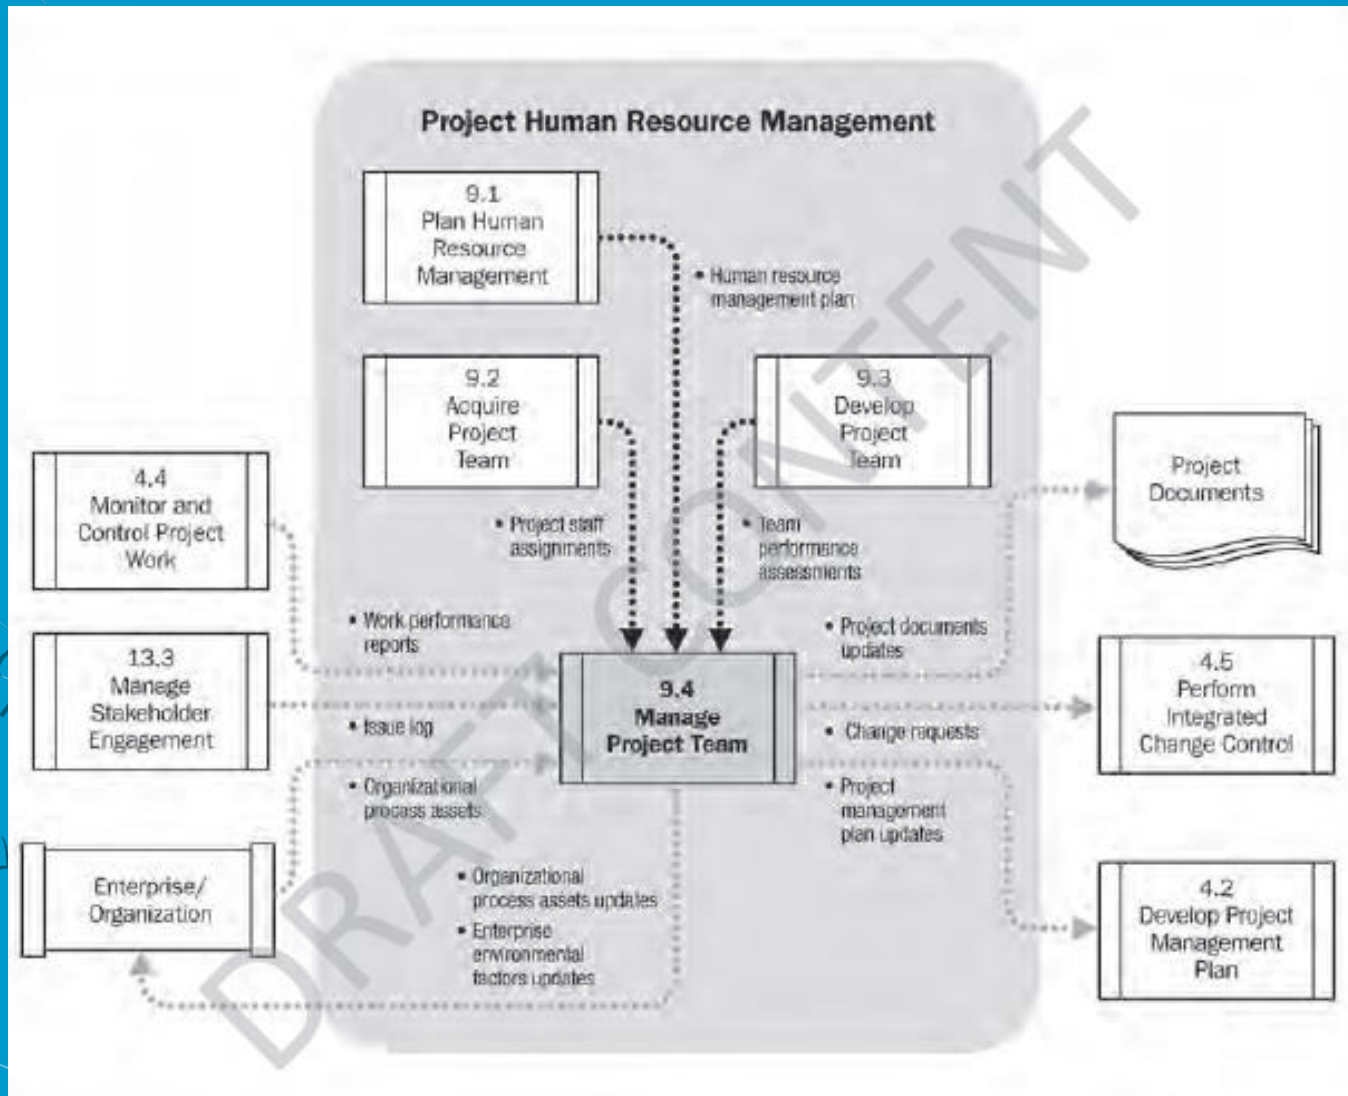 Project Human Resource Management
9.1
Plan Human
Resource
Management
• Human resource
management plan
9.2
Acquire
Project
Team
9.3
Develop
Project
Team
• Project staff
assignments
• Team
performance
assessments
4.4
Monitor and
Control Project
Work
• Work performance
reports
13.3
Manage
Stakeholder
Engagement
• Issue log
Enterprise/
Organization
• Organizational
process assets
9.4
Manage
Project Team
• Organizational
process assets updates
• Enterprise
environmental
factors updates
• Project documents
updates
Project
Documents
• Change requests
4.5
Perform
Integrated
Change Control
• Project
management
plan updates
4.2
Develop Project
Management
Plan
DRAFT CONTENT